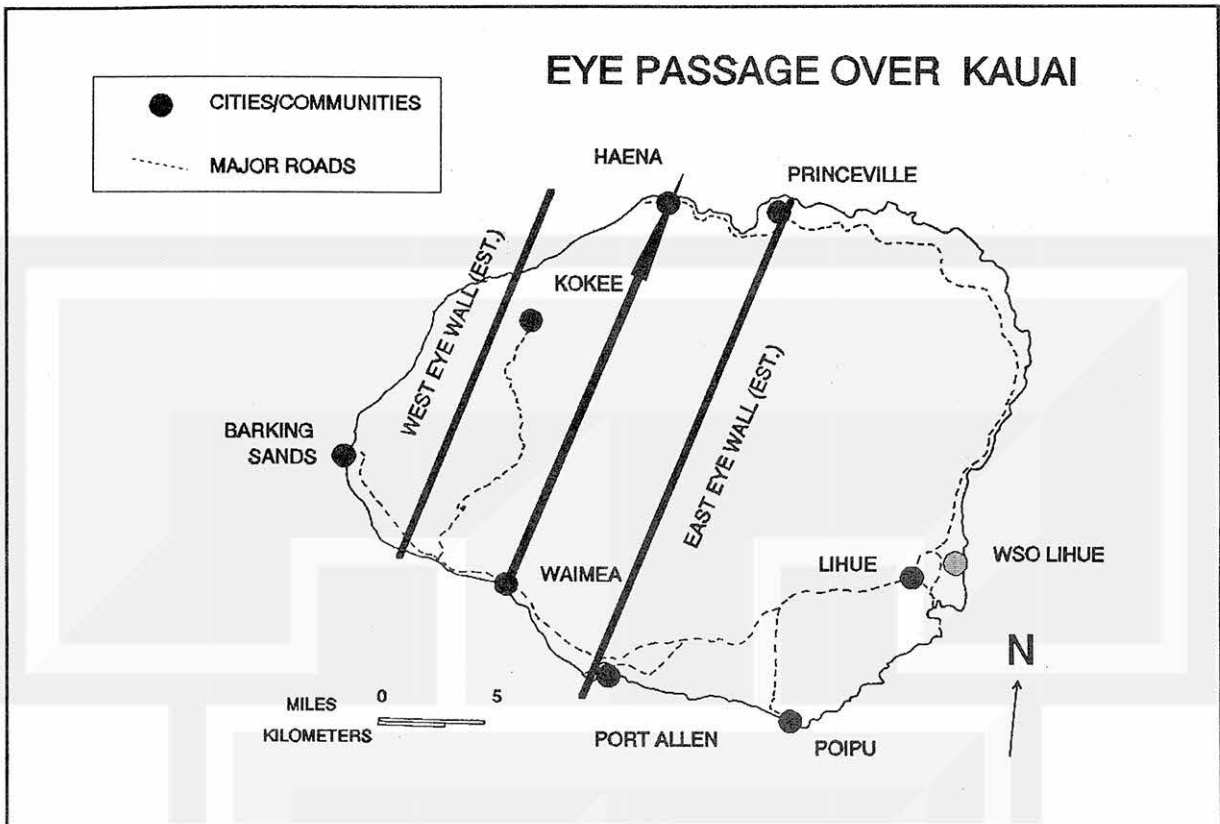 EYE PASSAGE OVER KAUAI
CITIES/COMMUNITIES
MAJOR ROADS
HAENA
PRINCEVILLE
KOKEE
WEST EYE WALL (EST.)
EAST EYE WALL (EST.)
BARKING
SANDS
WAIMEA
LIHUE
WSO LIHUE
N
MILES
0 5
KILOMETERS
PORT ALLEN
POIPU